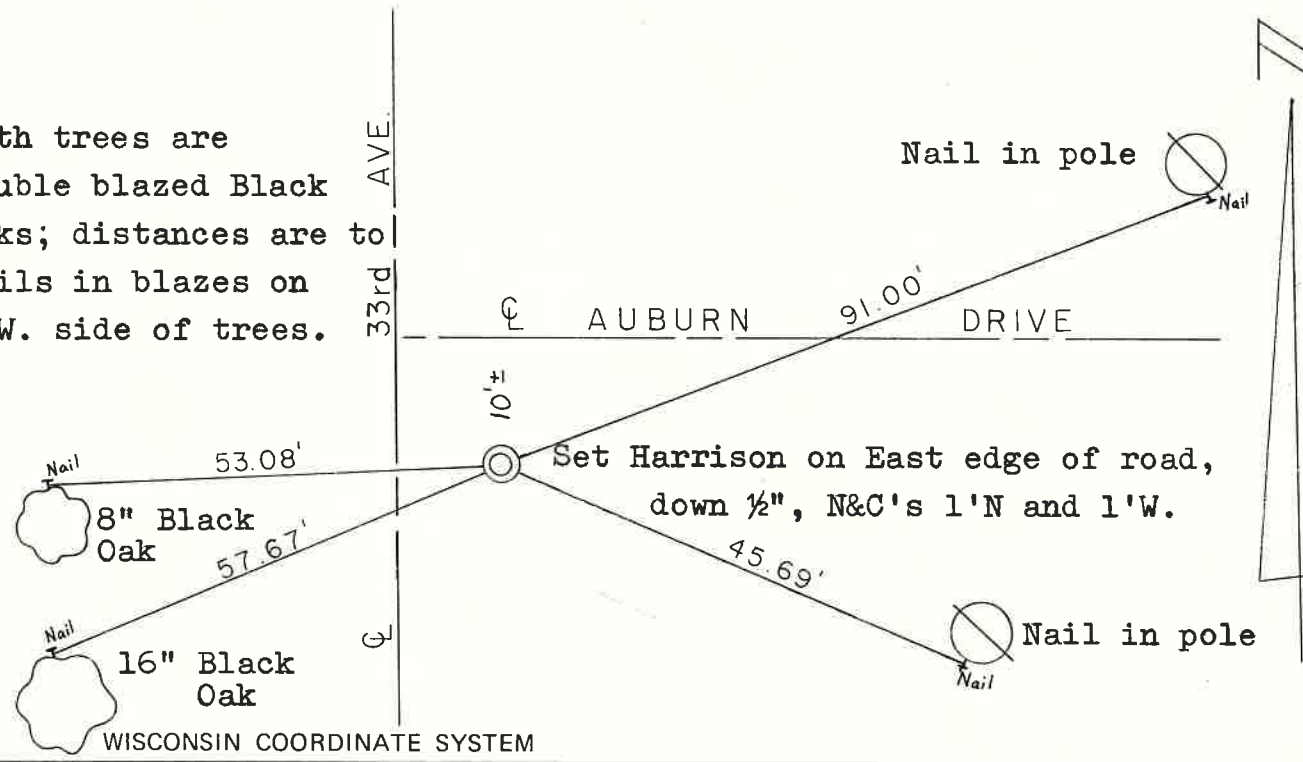 th trees are
uble blazed Black
ks; distances are to
ils in blazes on
W. side of trees.
33rd AVE.
℄
Nail in pole
Nail
91.00'
℄ AUBURN DRIVE
10'±
Set Harrison on East edge of road,
down ½", N&C's 1'N and 1'W.
Nail
53.08'
8" Black
Oak
57.67'
Nail
16" Black
Oak
45.69'
Nail in pole
Nail
WISCONSIN COORDINATE SYSTEM